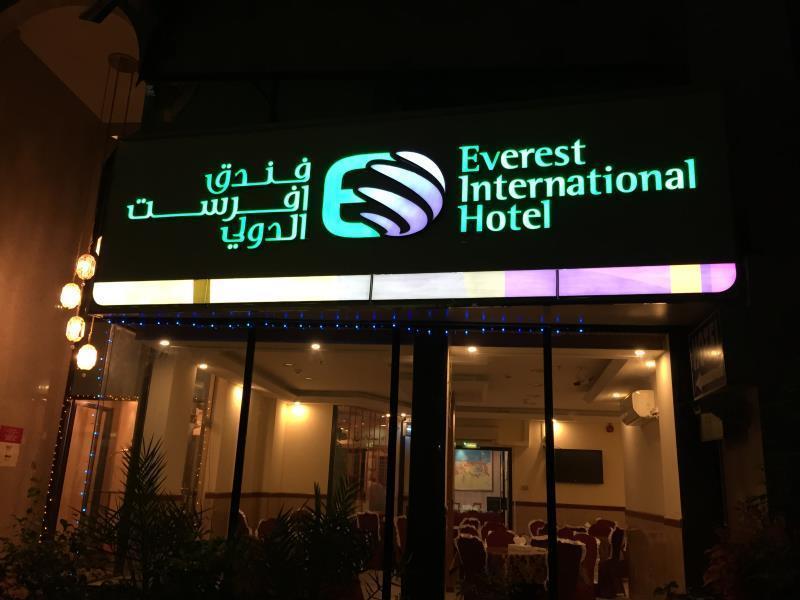 فندق
افرست
الدولي
Everest
International
Hotel